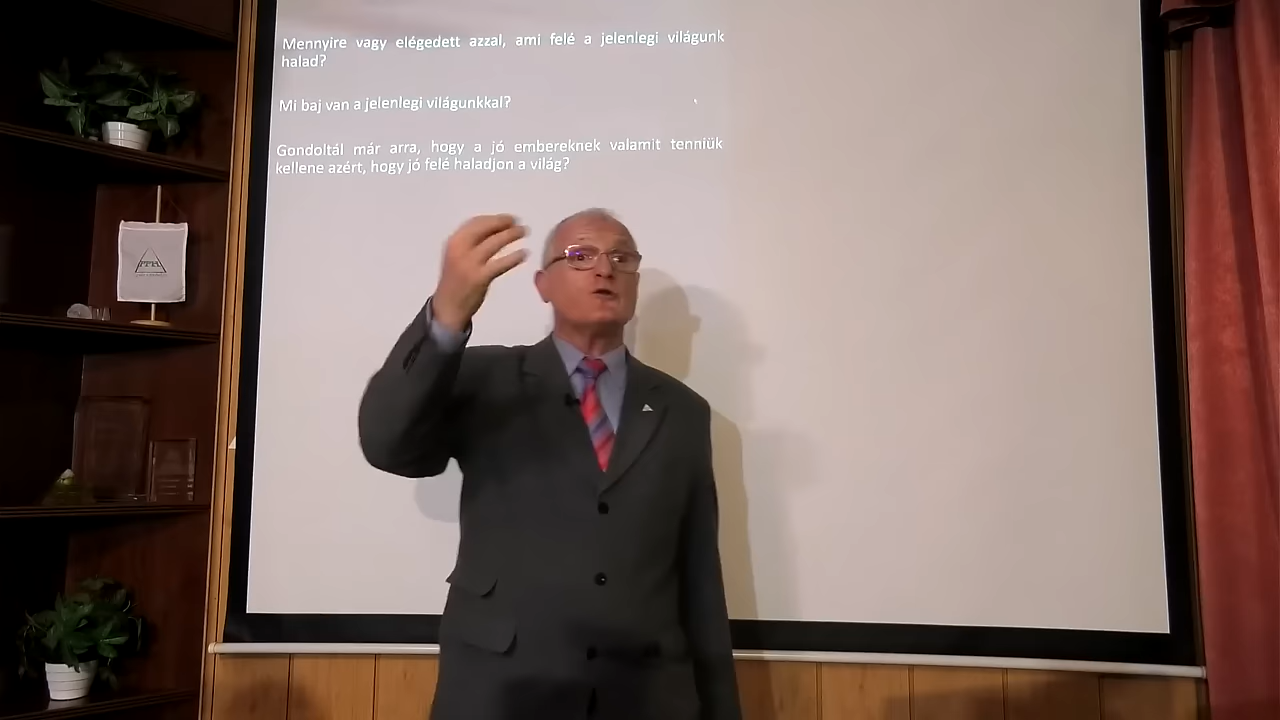 Mennyire vagy elégedett azzal, ami felé a jelenlegi világunk
halad?
Mi baj van a jelenlegi világunkkal?
Gondoltál már arra, hogy a jó embereknek valamit tenniük
kellene azért, hogy jó felé haladjon a világ?